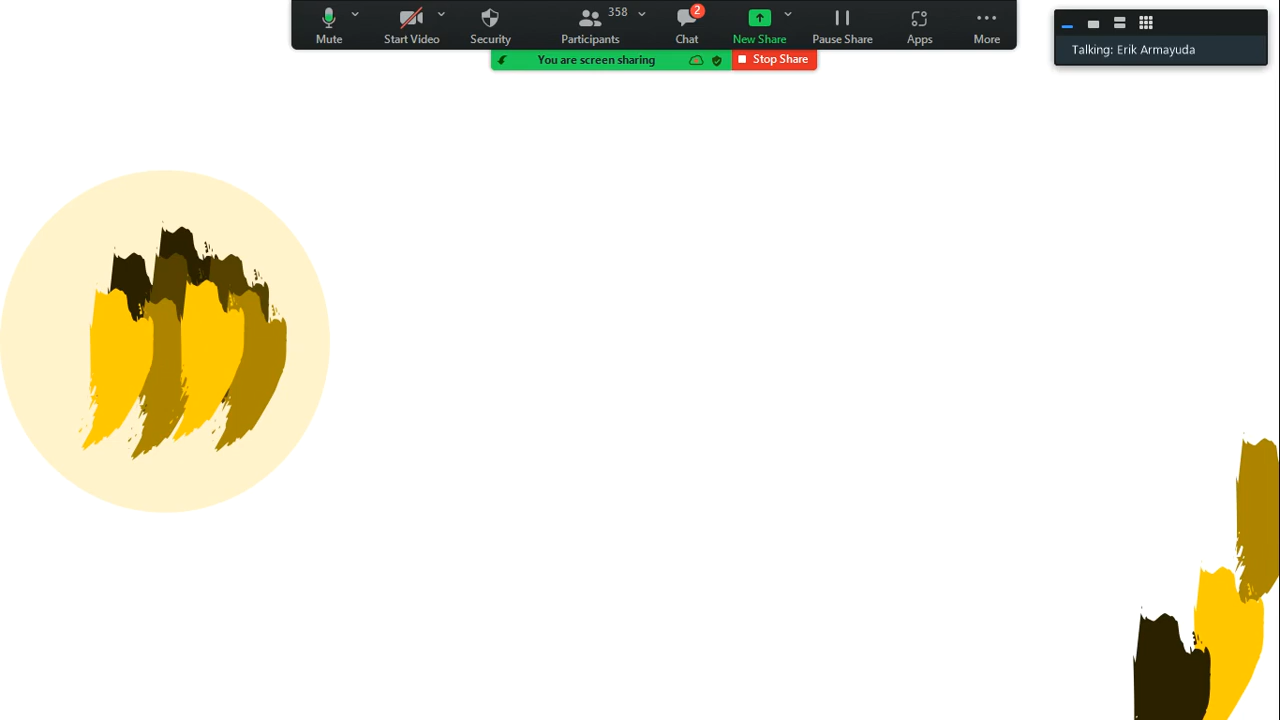 Mute
Start Video
Security
Participants
358
Chat
2
New Share
Pause Share
Apps
More
You are screen sharing
Stop Share
Talking: Erik Armayuda